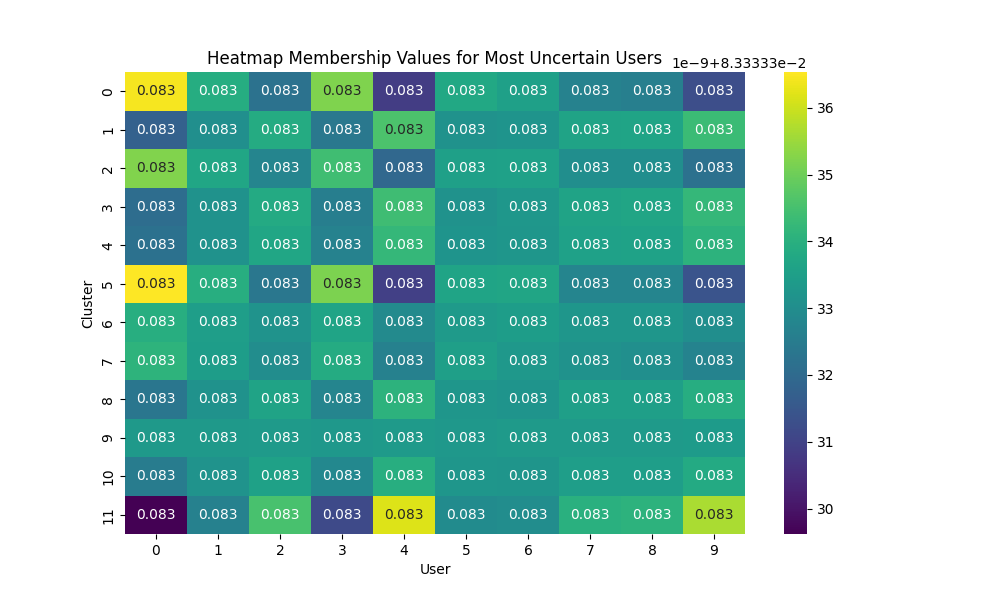 Heatmap Membership Values for Most Uncertain Users
1e−9+8.33333e−2
0 0.083 0.083 0.083 0.083 0.083 0.083 0.083 0.083 0.083 0.083
1 0.083 0.083 0.083 0.083 0.083 0.083 0.083 0.083 0.083 0.083
2 0.083 0.083 0.083 0.083 0.083 0.083 0.083 0.083 0.083 0.083
3 0.083 0.083 0.083 0.083 0.083 0.083 0.083 0.083 0.083 0.083
4 0.083 0.083 0.083 0.083 0.083 0.083 0.083 0.083 0.083 0.083
5 0.083 0.083 0.083 0.083 0.083 0.083 0.083 0.083 0.083 0.083
6 0.083 0.083 0.083 0.083 0.083 0.083 0.083 0.083 0.083 0.083
7 0.083 0.083 0.083 0.083 0.083 0.083 0.083 0.083 0.083 0.083
8 0.083 0.083 0.083 0.083 0.083 0.083 0.083 0.083 0.083 0.083
9 0.083 0.083 0.083 0.083 0.083 0.083 0.083 0.083 0.083 0.083
10 0.083 0.083 0.083 0.083 0.083 0.083 0.083 0.083 0.083 0.083
11 0.083 0.083 0.083 0.083 0.083 0.083 0.083 0.083 0.083 0.083
0 1 2 3 4 5 6 7 8 9
User
Cluster
36
35
34
33
32
31
30